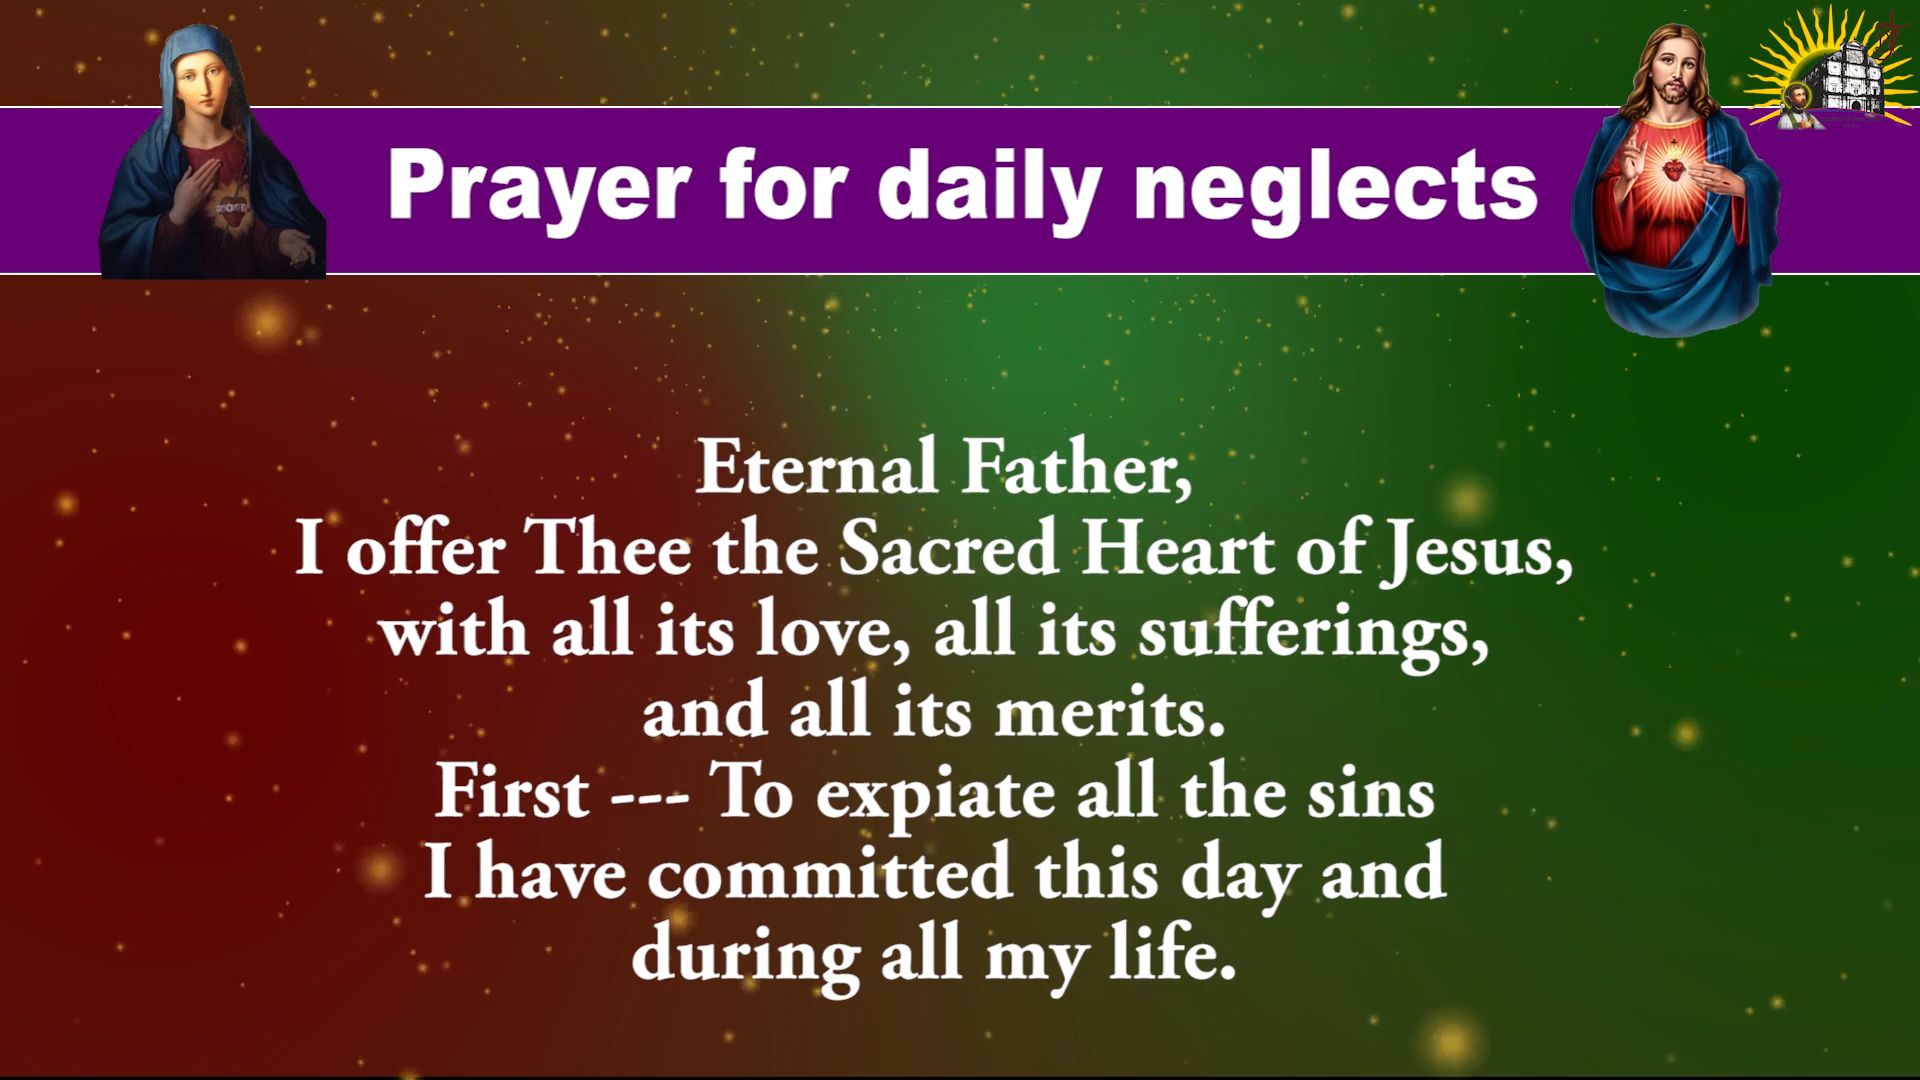 Prayer for daily neglects
Eternal Father,
I offer Thee the Sacred Heart of Jesus,
with all its love, all its sufferings,
and all its merits.
First --- To expiate all the sins
I have committed this day and
during all my life.